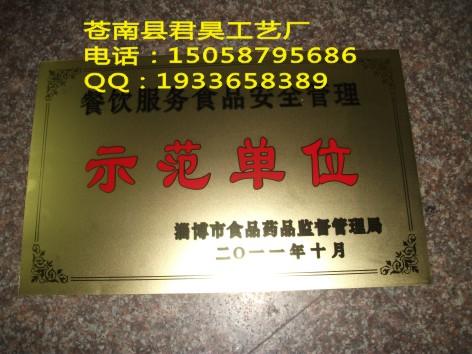 苍南县君昊工艺厂
电话：15058795686
QQ：1933658389
餐饮服务食品安全管理
示范单位
淄博市食品药品监督管理局
二〇一一年十月